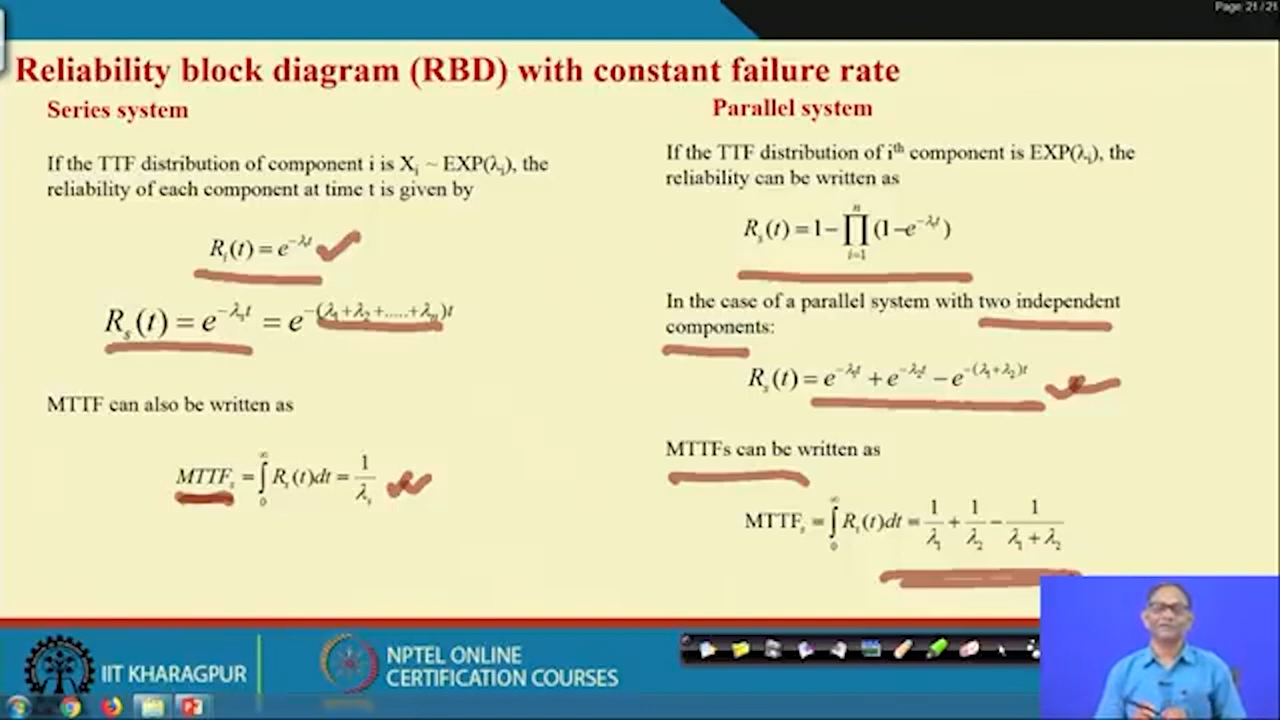 Page: 21 / 21
Reliability block diagram (RBD) with constant failure rate
Series system
If the TTF distribution of component i is Xᵢ ~ EXP(λᵢ), the
reliability of each component at time t is given by
Rᵢ(t) = e^{-λᵢt}
Rₛ(t) = e^{-λₛt} = e^{-(λ₁+λ₂+.....+λₙ)t}
MTTF can also be written as
MTTFₛ = ∫₀^∞ Rₛ(t)dt = 1/λₛ
Parallel system
If the TTF distribution of iᵗʰ component is EXP(λᵢ), the
reliability can be written as
Rₛ(t) = 1 − ∏_{i=1}^{n} (1−e^{-λᵢt})
In the case of a parallel system with two independent
components:
Rₛ(t) = e^{-λ₁t} + e^{-λ₂t} − e^{-(λ₁+λ₂)t}
MTTFs can be written as
MTTFₛ = ∫₀^∞ Rₛ(t)dt = 1/λ₁ + 1/λ₂ − 1/(λ₁ + λ₂)
IIT KHARAGPUR
NPTEL ONLINE
CERTIFICATION COURSES